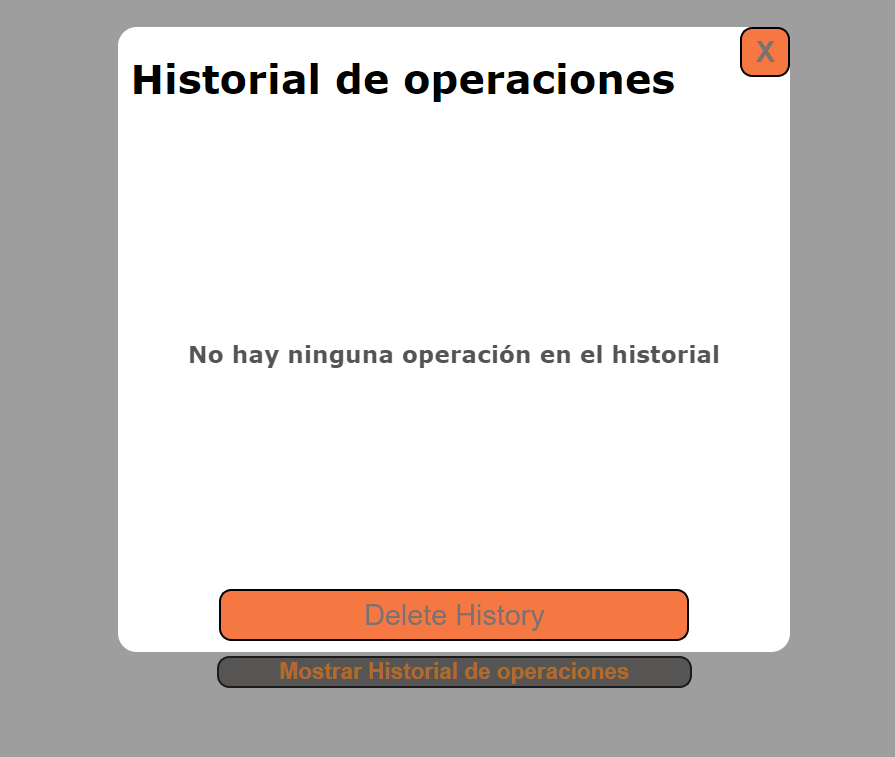 X
Historial de operaciones
No hay ninguna operación en el historial
Delete History
Mostrar Historial de operaciones